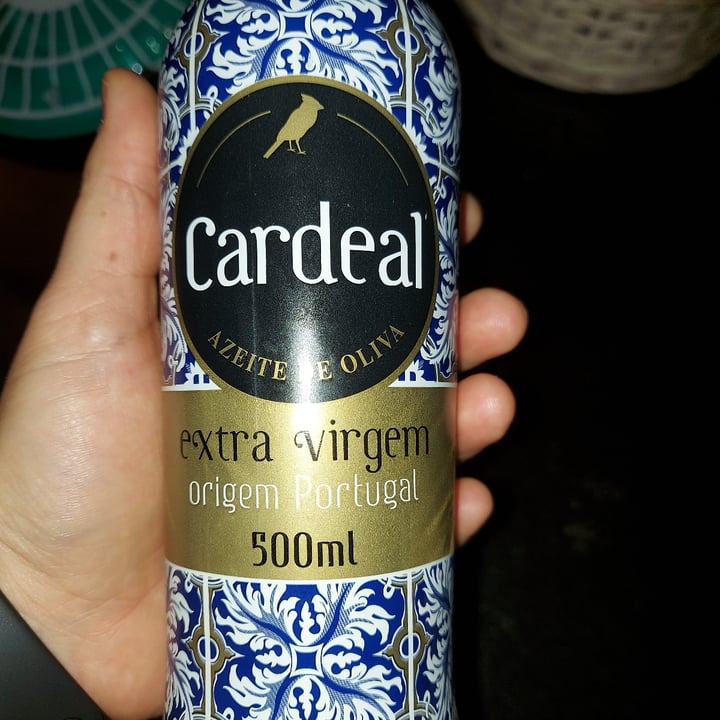 Cardeal
AZEITE DE OLIVA
extra virgem
origem Portugal
500ml